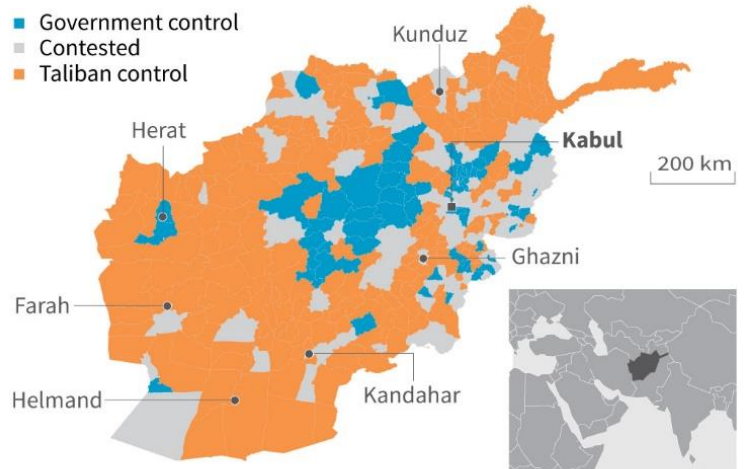 Government control
Contested
Taliban control
Kunduz
Herat
Kabul
200 km
Ghazni
Farah
Helmand
Kandahar